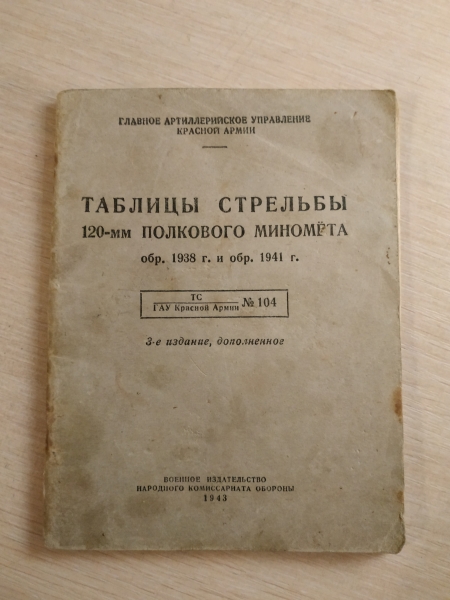 ГЛАВНОЕ АРТИЛЛЕРИЙСКОЕ УПРАВЛЕНИЕ
КРАСНОЙ АРМИИ
ТАБЛИЦЫ СТРЕЛЬБЫ
120-мм ПОЛКОВОГО МИНОМЁТА
обр. 1938 г. и обр. 1941 г.
ТС
ГАУ Красной Армии № 104
3-е издание, дополненное
ВОЕННОЕ ИЗДАТЕЛЬСТВО
НАРОДНОГО КОМИССАРИАТА ОБОРОНЫ
1943